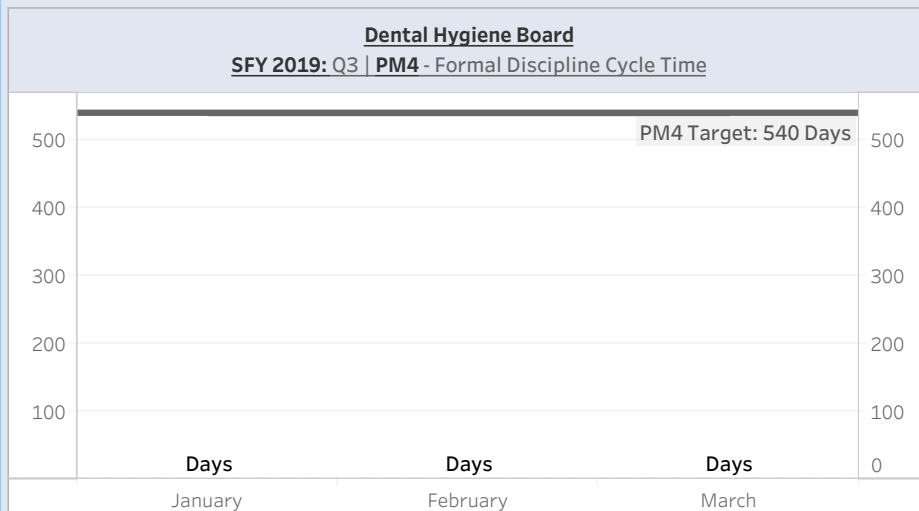 Dental Hygiene Board
SFY 2019: Q3 | PM4 - Formal Discipline Cycle Time
PM4 Target: 540 Days
500 500
400 400
300 300
200 200
100 100
Days Days Days 0
January February March